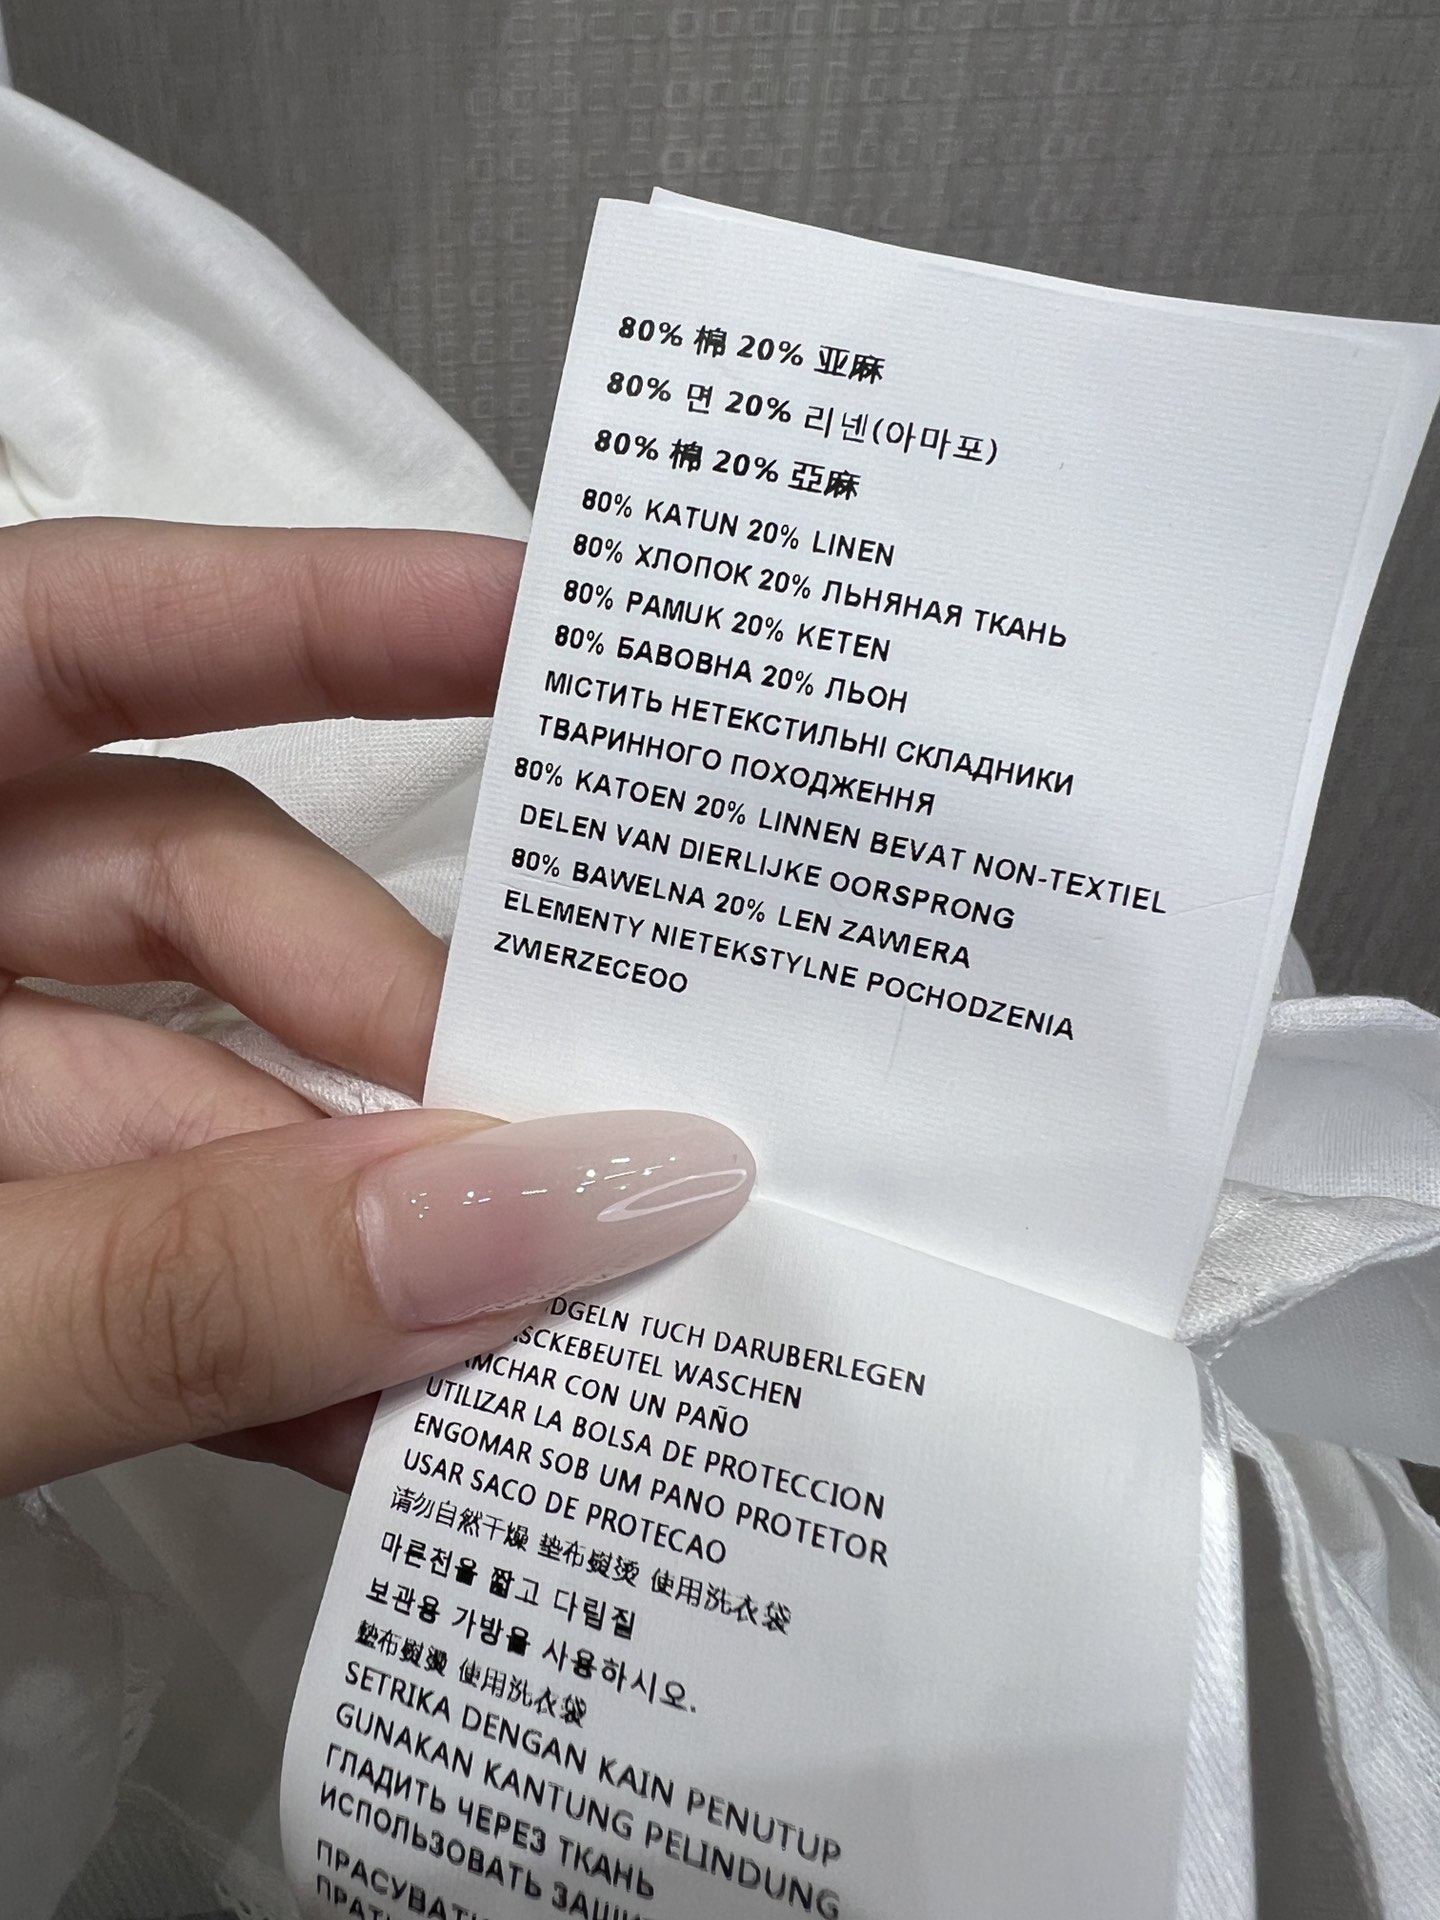 80% 棉 20% 亚麻
80% 면 20% 리넨(아마포)
80% 棉 20% 亞麻
80% KATUN 20% LINEN
80% ХЛОПОК 20% ЛЬНЯНАЯ ТКАНЬ
80% PAMUK 20% KETEN
80% БАВОВНА 20% ЛЬОН
МІСТИТЬ НЕТЕКСТИЛЬНІ СКЛАДНИКИ
ТВАРИННОГО ПОХОДЖЕННЯ
80% KATOEN 20% LINNEN BEVAT NON-TEXTIEL
DELEN VAN DIERLIJKE OORSPRONG
80% BAWELNA 20% LEN ZAWIERA
ELEMENTY NIETEKSTYLNE POCHODZENIA
ZWIERZECEOO
TUCH DARUBERLEGEN
WASCHEN
CON UN PAÑO
UTILIZAR LA BOLSA DE PROTECCION
ENGOMAR SOB UM PANO PROTETOR
USAR SACO DE PROTECAO
请勿自然干燥 垫布熨烫 使用洗衣袋
마른천을 짧고 다림질
보관용 가방을 사용하시오.
墊布熨燙 使用洗衣袋
SETRIKA DENGAN KAIN PENUTUP
GUNAKAN KANTUNG PELINDUNG
ГЛАДИТЬ ЧЕРЕЗ ТКАНЬ
ИСПОЛЬЗОВАТЬ